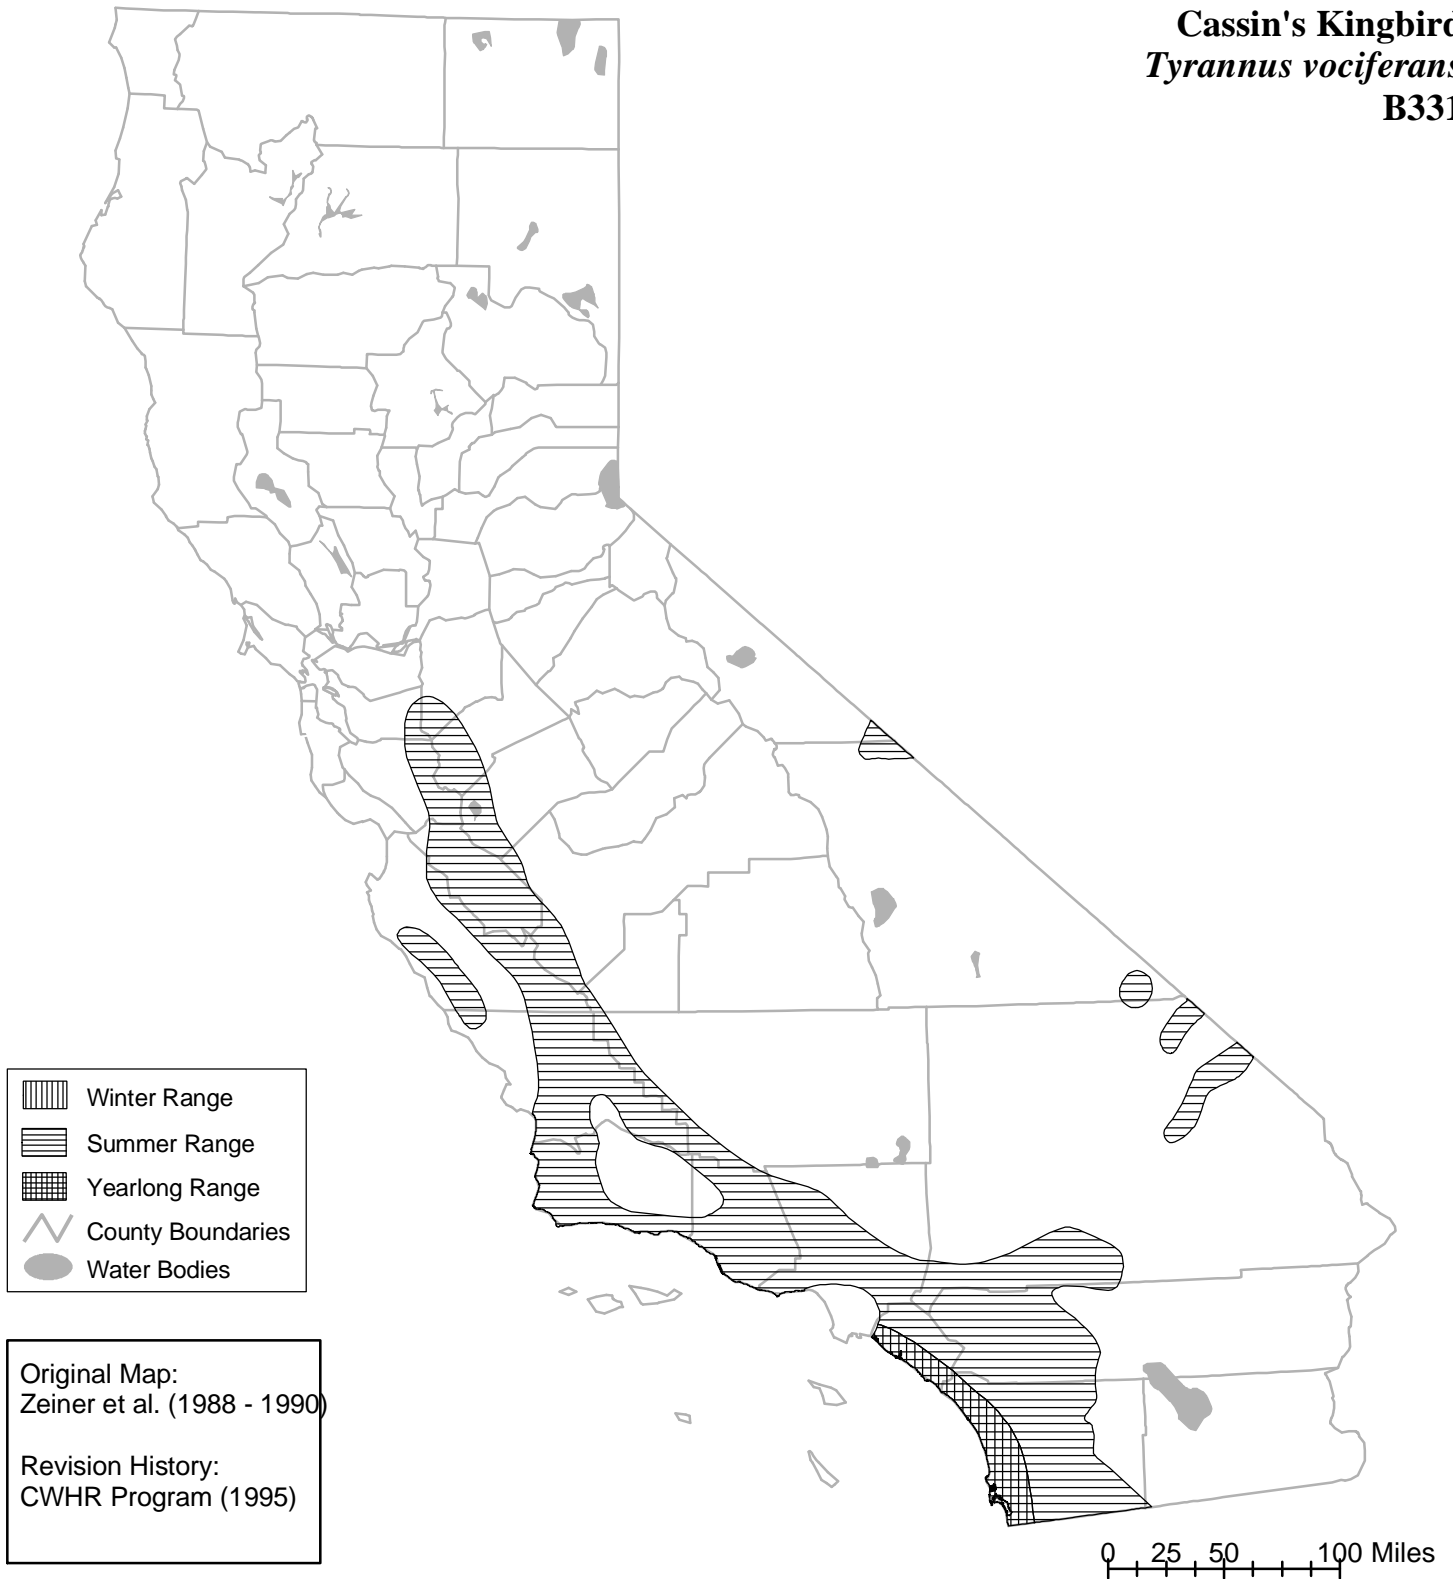 Cassin's Kingbird
Tyrannus vociferans
B331
Winter Range
Summer Range
Yearlong Range
County Boundaries
Water Bodies
Original Map:
Zeiner et al. (1988 - 1990)
Revision History:
CWHR Program (1995)
0 25 50 100 Miles